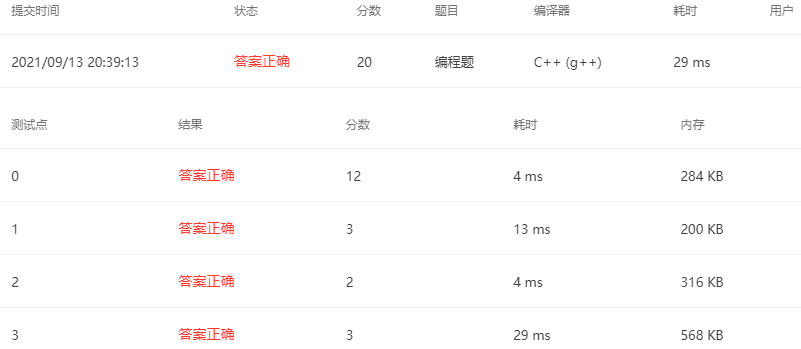 提交时间 状态 分数 题目 编译器 耗时 用户
2021/09/13 20:39:13 答案正确 20 编程题 C++ (g++) 29 ms
测试点 结果 分数 耗时 内存
0 答案正确 12 4 ms 284 KB
1 答案正确 3 13 ms 200 KB
2 答案正确 2 4 ms 316 KB
3 答案正确 3 29 ms 568 KB